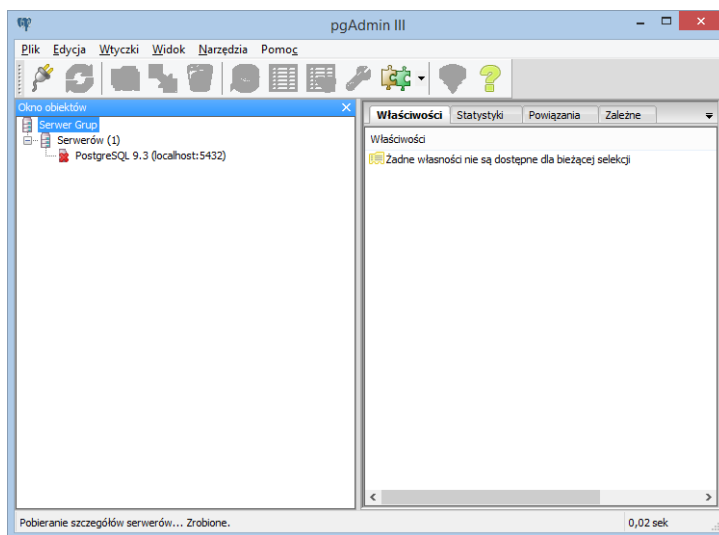 pgAdmin III
Plik Edycja Wtyczki Widok Narzędzia Pomoc
Okno obiektów
Serwer Grup
Serwerów (1)
PostgreSQL 9.3 (localhost:5432)
Właściwości Statystyki Powiązania Zależne
Właściwości
Żadne własności nie są dostępne dla bieżącej selekcji
Pobieranie szczegółów serwerów... Zrobione.
0,02 sek